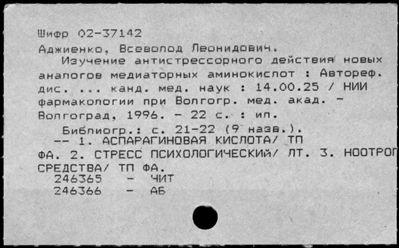 Шифр 02-37142
Аджиенко, Всеволод Леонидович.
Изучение антистрессорного действия новых
аналогов медиаторных аминокислот : Автореф.
дис. ... канд. мед. наук : 14.00.25 / НИИ
фармакологии при Волгогр. мед. акад. -
Волгоград, 1996. - 22 с. : ил.
Библиогр.: с. 21-22 (9 назв.).
-- 1. АСПАРАГИНОВАЯ КИСЛОТА/ ТП
ФА. 2. СТРЕСС ПСИХОЛОГИЧЕСКИЙ/ ЛТ. 3. НООТРОП
СРЕДСТВА/ ТП ФА.
246365 - ЧИТ
246366 - АБ